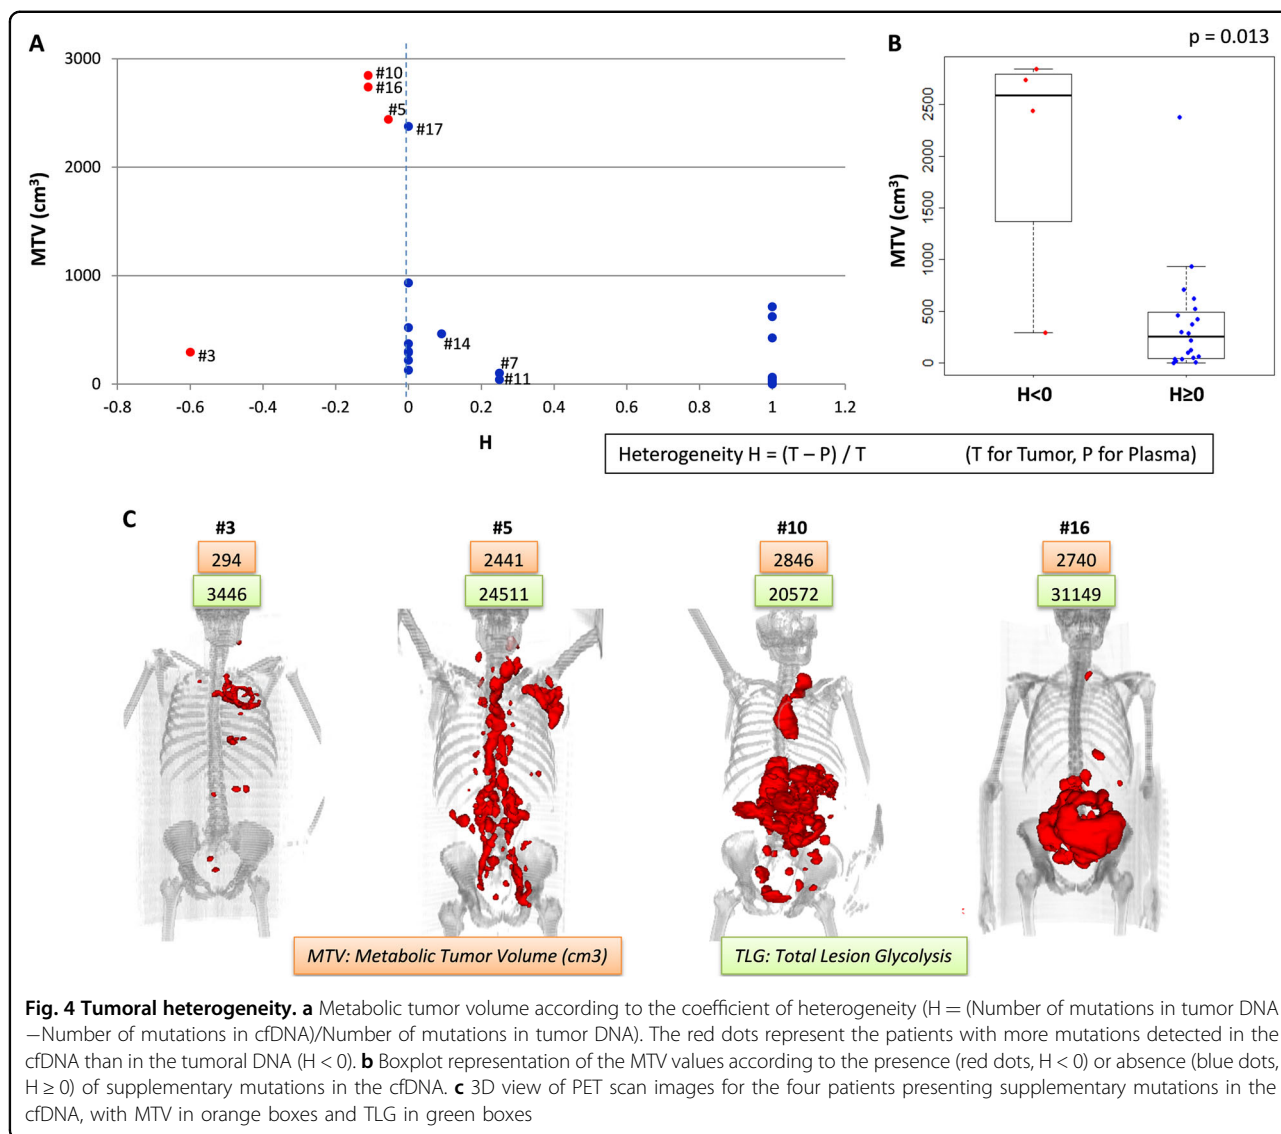 A
3000
2000
1000
0
MTV (cm³)
-0.8 -0.6 -0.4 -0.2 0 0.2 0.4 0.6 0.8 1 1.2
H
#10
#16
#5
#17
#14
#7
#11
#3
B
p = 0.013
MTV (cm³)
2500
2000
1500
1000
500
0
H<0 H≥0
Heterogeneity H = (T – P) / T (T for Tumor, P for Plasma)
C
#3 #5 #10 #16
294 2441 2846 2740
3446 24511 20572 31149
MTV: Metabolic Tumor Volume (cm3) TLG: Total Lesion Glycolysis
Fig. 4 Tumoral heterogeneity. a Metabolic tumor volume according to the coefficient of heterogeneity (H = (Number of mutations in tumor DNA
−Number of mutations in cfDNA)/Number of mutations in tumor DNA). The red dots represent the patients with more mutations detected in the
cfDNA than in the tumoral DNA (H < 0). b Boxplot representation of the MTV values according to the presence (red dots, H < 0) or absence (blue dots,
H ≥ 0) of supplementary mutations in the cfDNA. c 3D view of PET scan images for the four patients presenting supplementary mutations in the
cfDNA, with MTV in orange boxes and TLG in green boxes